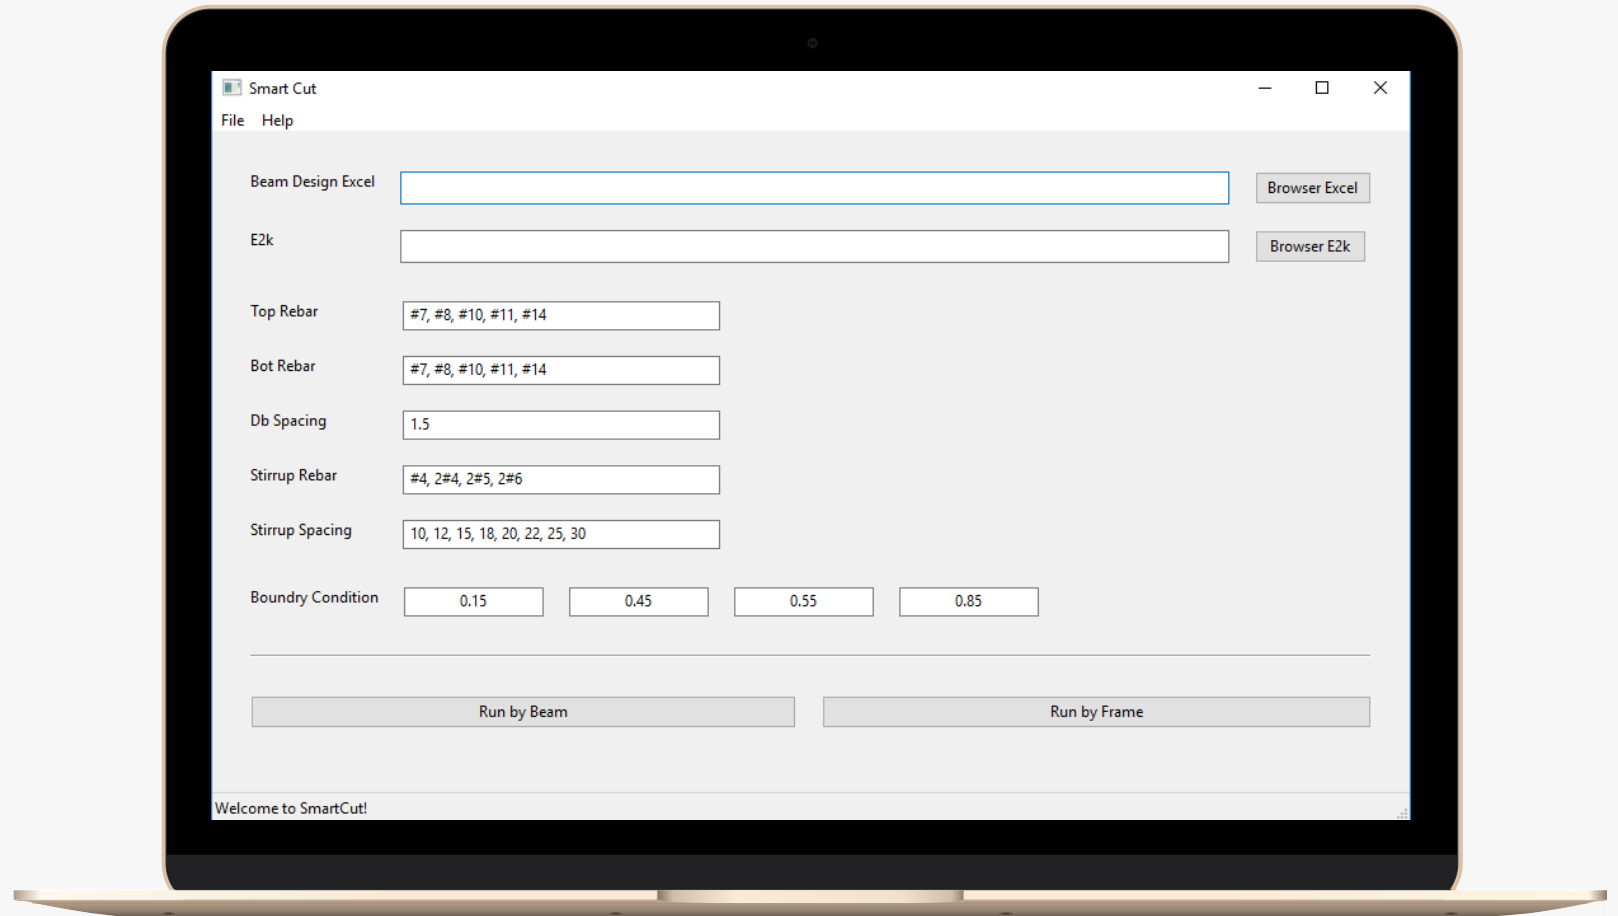 Smart Cut
File Help
Beam Design Excel
Browser Excel
E2k
Browser E2k
Top Rebar
#7, #8, #10, #11, #14
Bot Rebar
#7, #8, #10, #11, #14
Db Spacing
1.5
Stirrup Rebar
#4, 2#4, 2#5, 2#6
Stirrup Spacing
10, 12, 15, 18, 20, 22, 25, 30
Boundry Condition
0.15 0.45 0.55 0.85
Run by Beam
Run by Frame
Welcome to SmartCut!